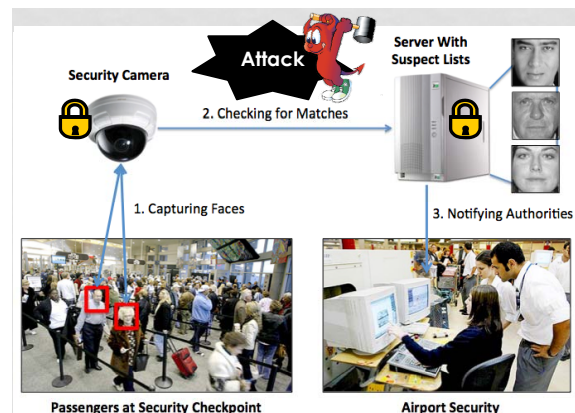 Attack
Server With
Suspect Lists
Security Camera
2. Checking for Matches
1. Capturing Faces
3. Notifying Authorities
Passengers at Security Checkpoint
Airport Security